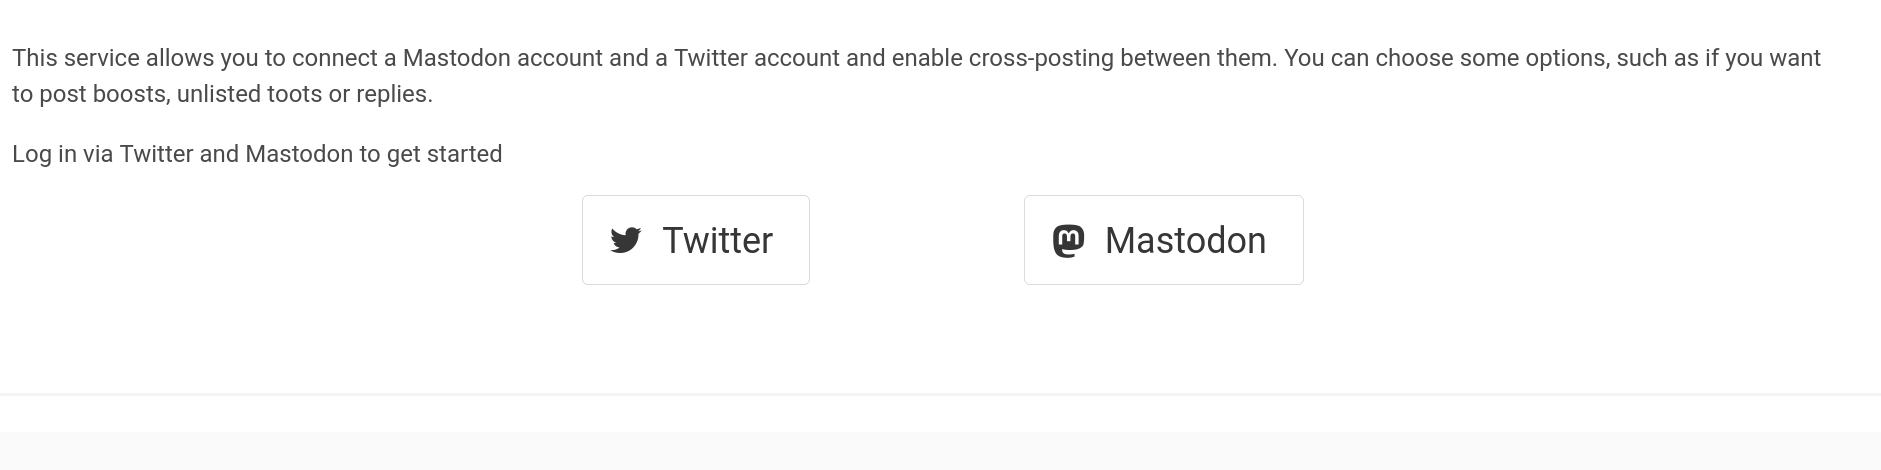 This service allows you to connect a Mastodon account and a Twitter account and enable cross-posting between them. You can choose some options, such as if you want
to post boosts, unlisted toots or replies.
Log in via Twitter and Mastodon to get started
Twitter
Mastodon